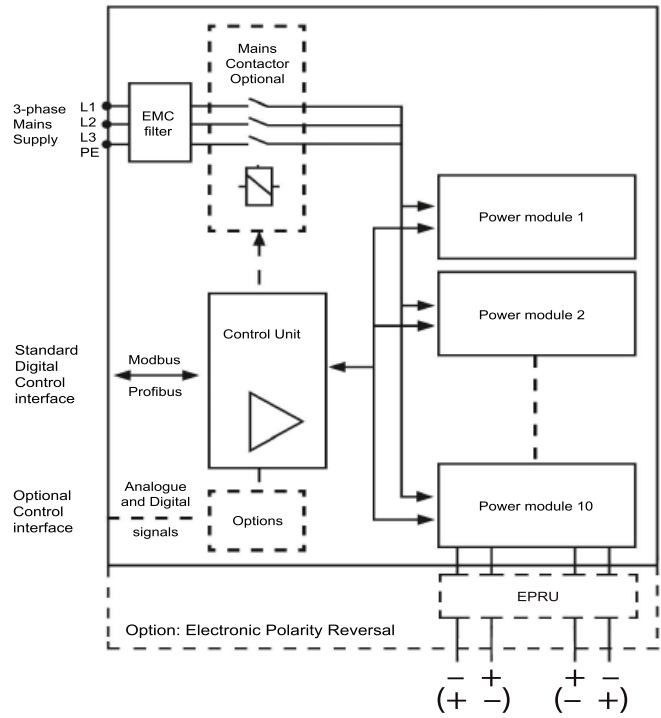 Mains
Contactor
Optional
3-phase
Mains
Supply
L1
L2
L3
PE
EMC
filter
Power module 1
Power module 2
Control Unit
Standard
Digital
Control
interface
Modbus
Profibus
Power module 10
Optional
Control
interface
Analogue
and Digital
signals
Options
EPRU
Option: Electronic Polarity Reversal
− + + −
(+ −) (− +)